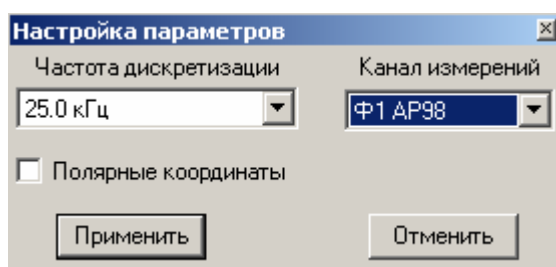 Настройка параметров
Частота дискретизации Канал измерений
25.0 кГц Ф1 АР98
Полярные координаты
Применить Отменить